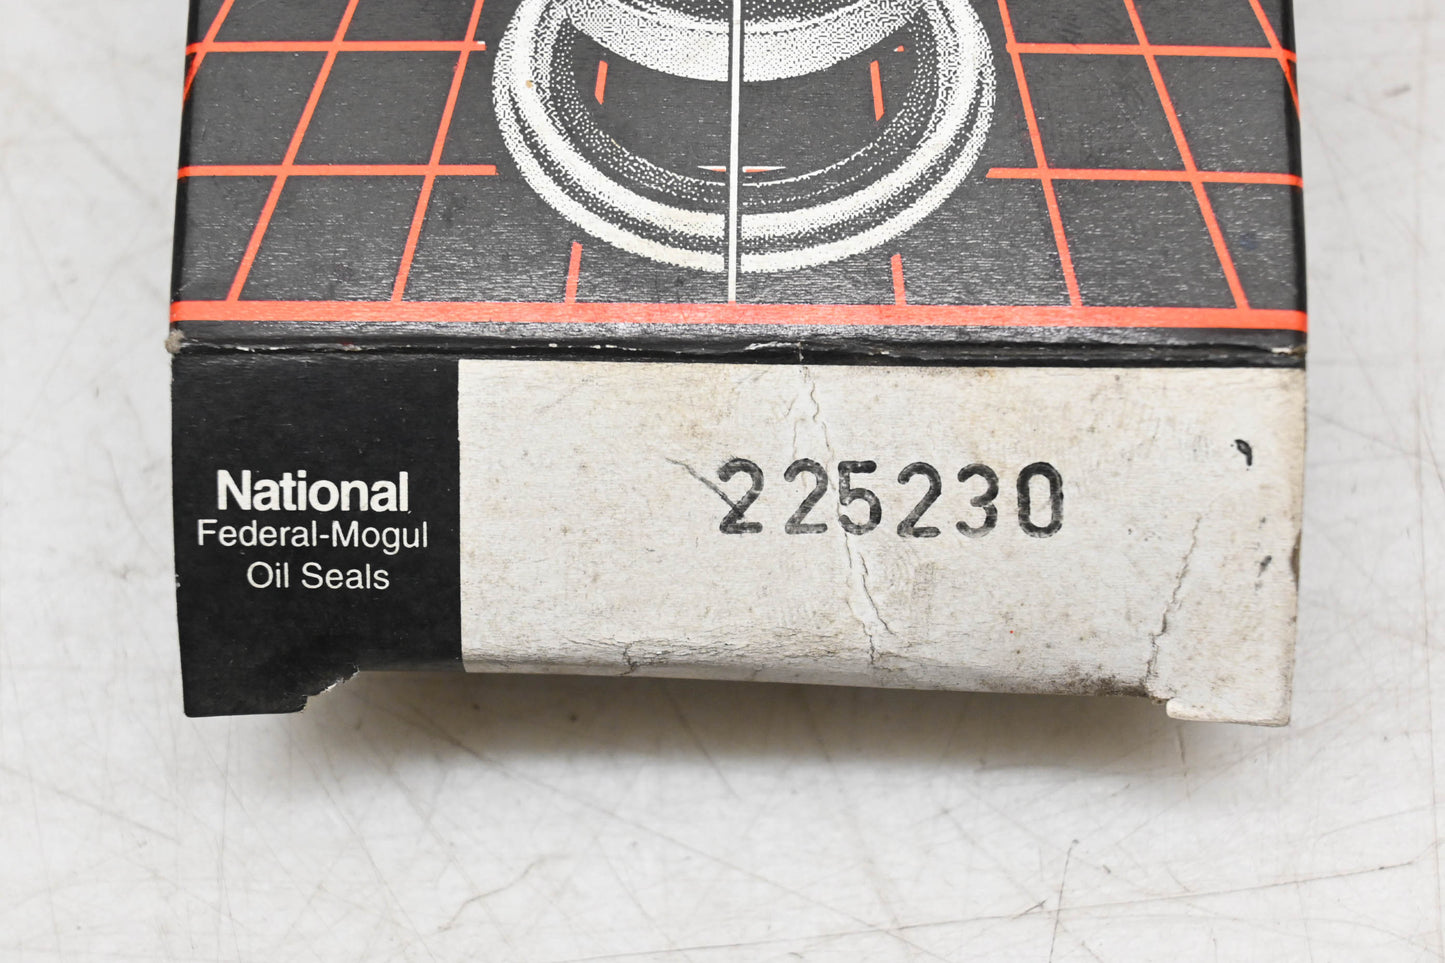 National
Federal-Mogul
Oil Seals
225230